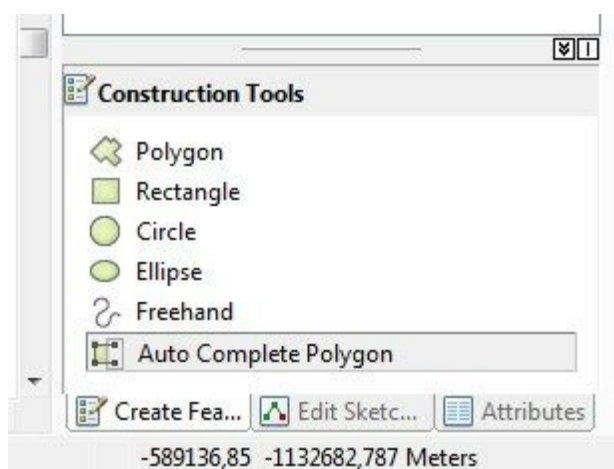 Construction Tools
Polygon
Rectangle
Circle
Ellipse
Freehand
Auto Complete Polygon
Create Fea... Edit Sketc... Attributes
-589136,85 -1132682,787 Meters